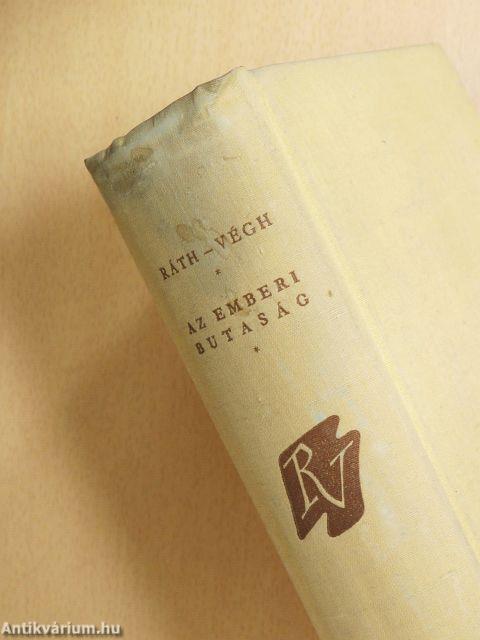 RÁTH–VÉGH
*
AZ EMBERI
BUTASÁG
*
RV
Antikvárium.hu